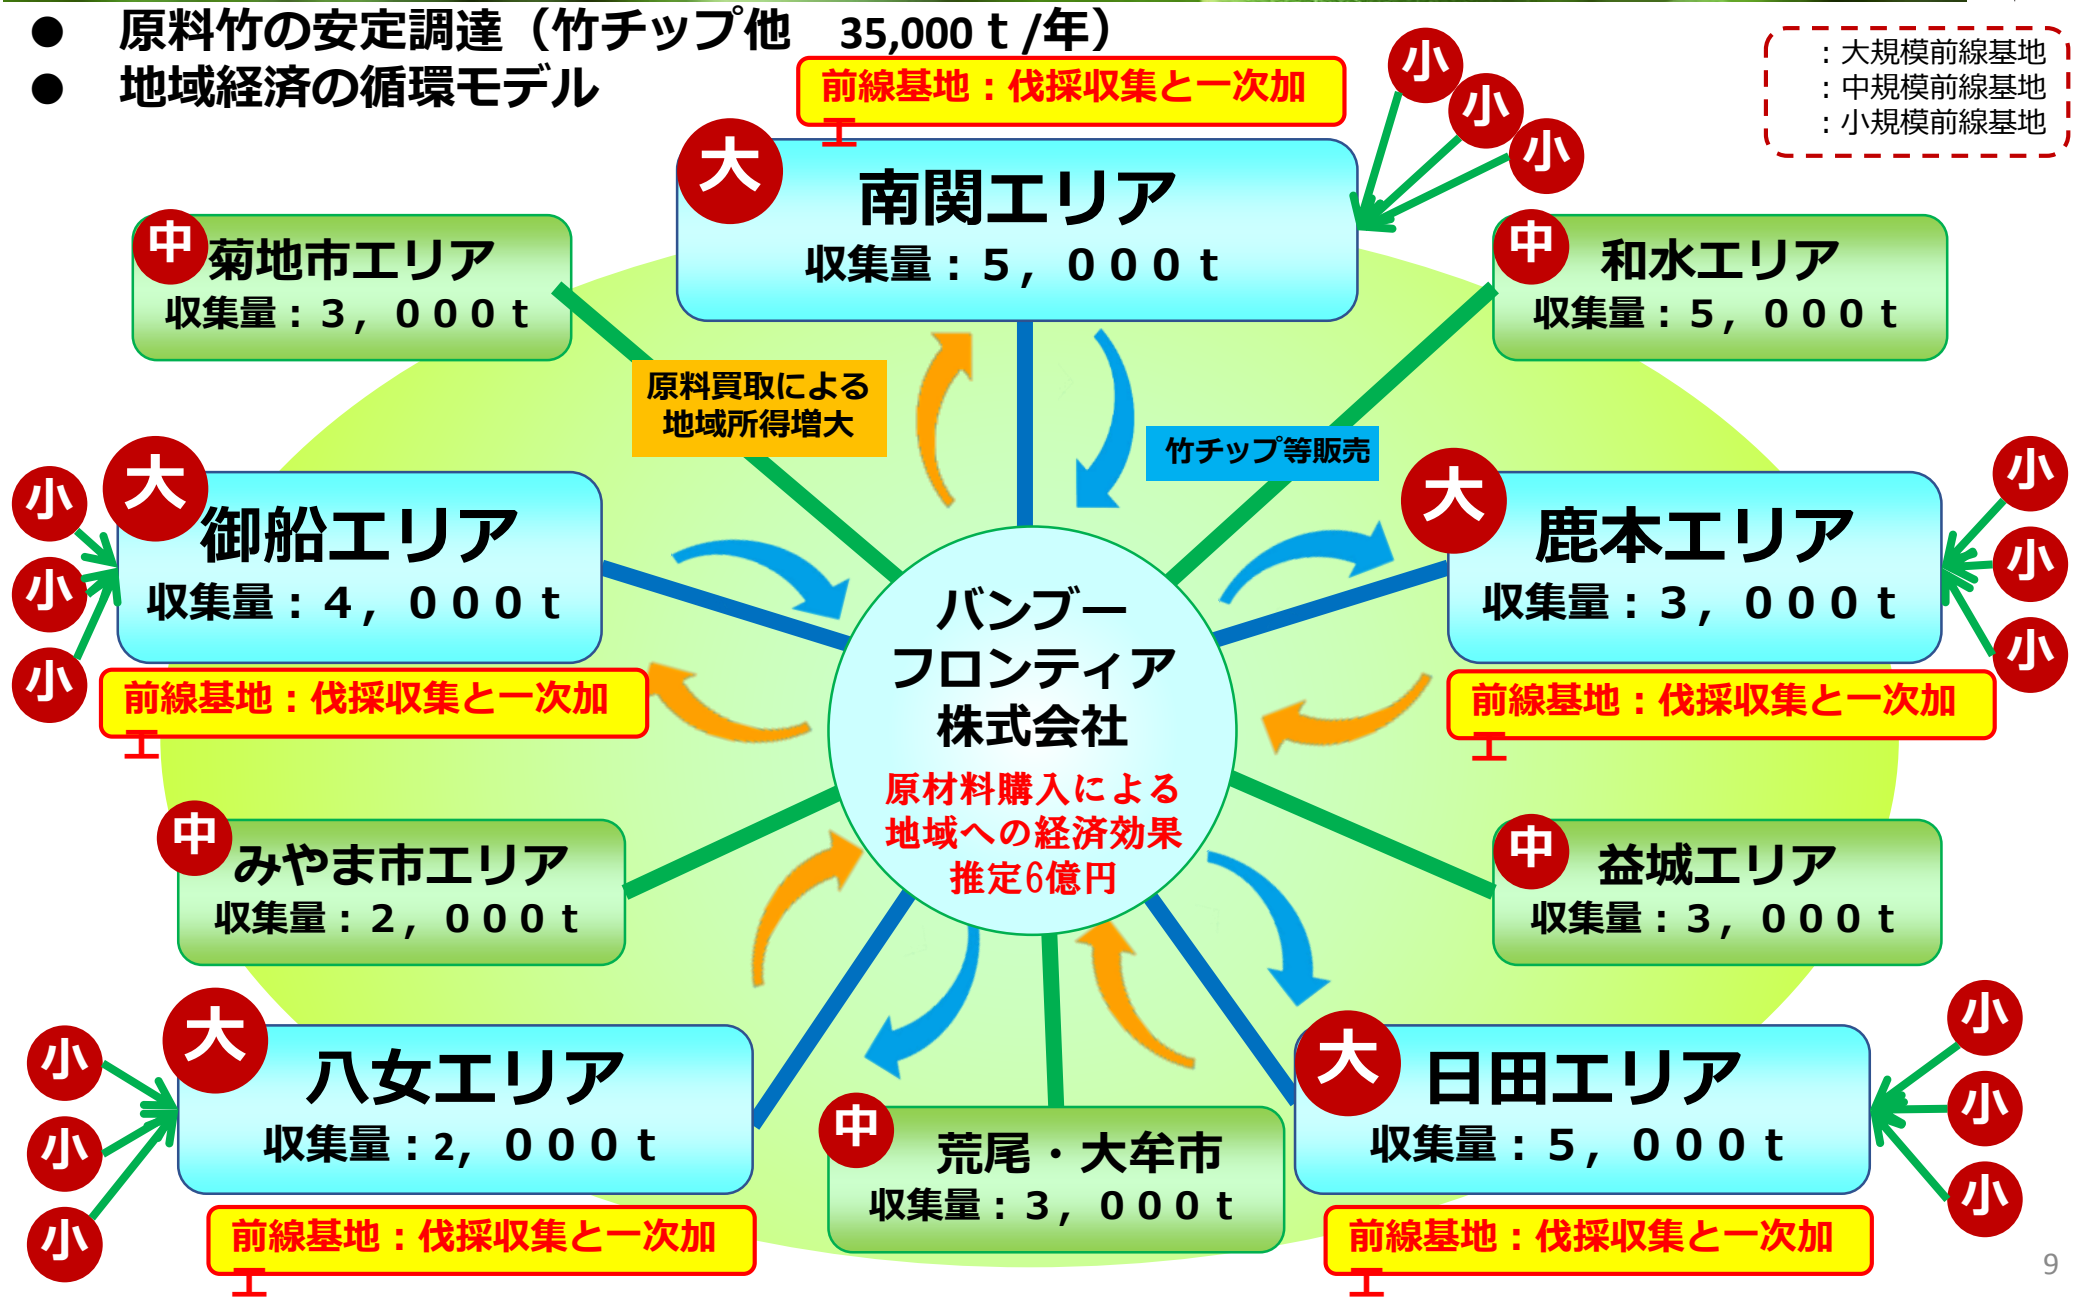 ● 原料竹の安定調達（竹チップ他　35,000ｔ/年）
● 地域経済の循環モデル
：大規模前線基地
：中規模前線基地
：小規模前線基地
前線基地：伐採収集と一次加
工
大
南関エリア
収集量：５，０００ｔ
小
小
小
中
菊地市エリア
収集量：３，０００ｔ
中
和水エリア
収集量：５，０００ｔ
原料買取による
地域所得増大
竹チップ等販売
大
御船エリア
収集量：４，０００ｔ
小
小
小
前線基地：伐採収集と一次加
工
大
鹿本エリア
収集量：３，０００ｔ
小
小
小
前線基地：伐採収集と一次加
工
バンブー
フロンティア
株式会社
原材料購入による
地域への経済効果
推定6億円
中
みやま市エリア
収集量：２，０００ｔ
中
益城エリア
収集量：３，０００ｔ
大
八女エリア
収集量：2，０００ｔ
小
小
小
前線基地：伐採収集と一次加
工
中
荒尾・大牟市
収集量：３，０００ｔ
大
日田エリア
収集量：５，０００ｔ
小
小
小
前線基地：伐採収集と一次加
工
9